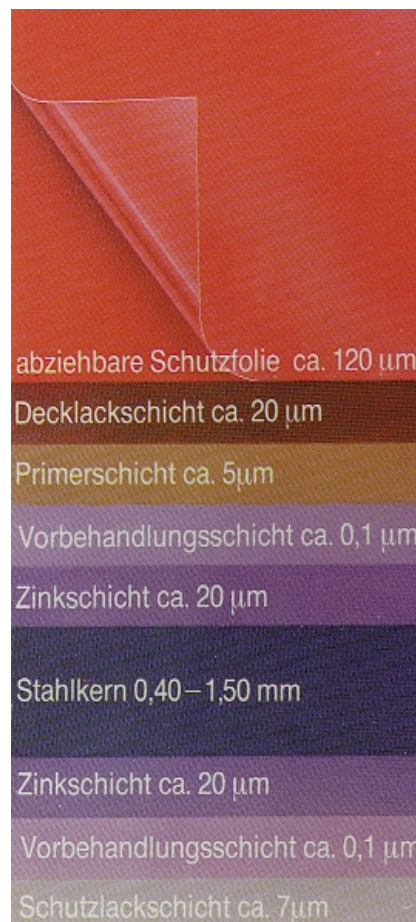 abziehbare Schutzfolie ca. 120 µm
Decklackschicht ca. 20 µm
Primerschicht ca. 5µm
Vorbehandlungsschicht ca. 0,1 µm
Zinkschicht ca. 20 µm
Stahlkern 0,40–1,50 mm
Zinkschicht ca. 20 µm
Vorbehandlungsschicht ca. 0,1 µm
Schutzlackschicht ca. 7µm